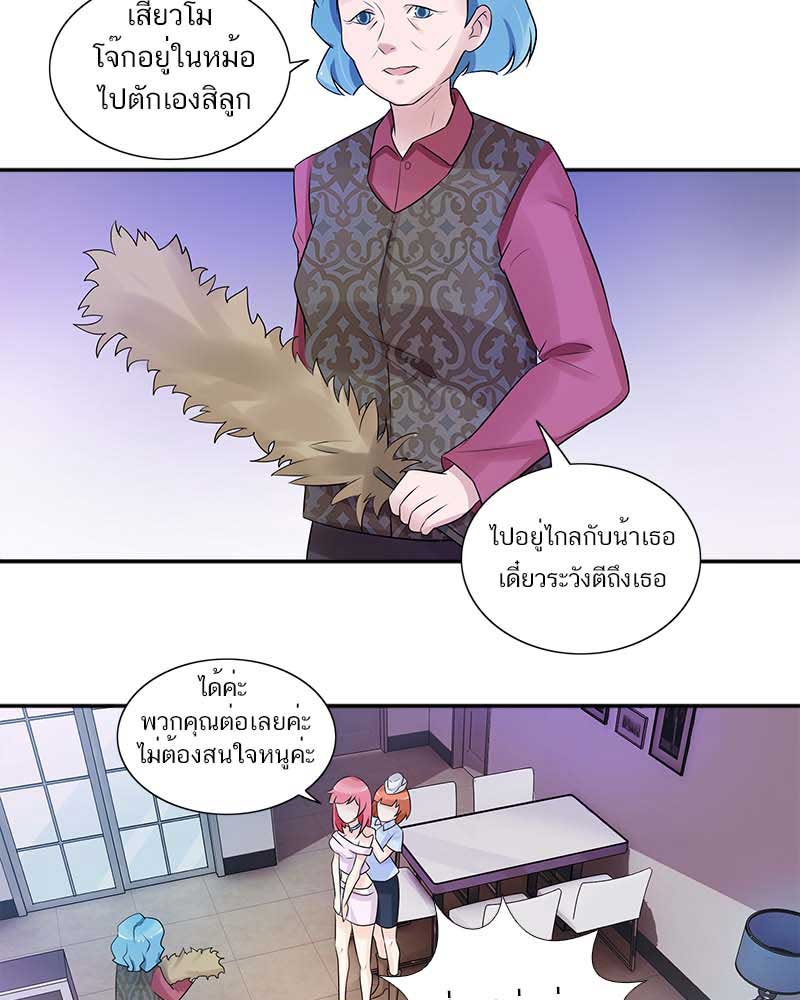 เสี่ยวโม
โจ๊กอยู่ในหม้อ
ไปตักเองสิลูก
ไปอยู่ไกลกับน้าเธอ
เดี๋ยวระวังตีถึงเธอ
ได้ค่ะ
พวกคุณต่อเลยค่ะ
ไม่ต้องสนใจหนูค่ะ